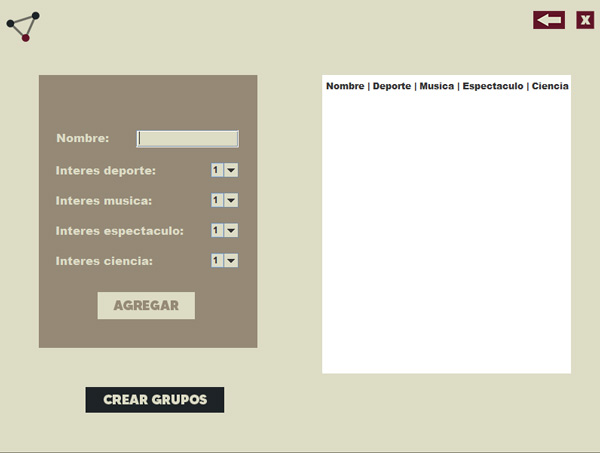 X
Nombre | Deporte | Musica | Espectaculo | Ciencia
Nombre:
Interes deporte: 1
Interes musica: 1
Interes espectaculo: 1
Interes ciencia: 1
AGREGAR
CREAR GRUPOS